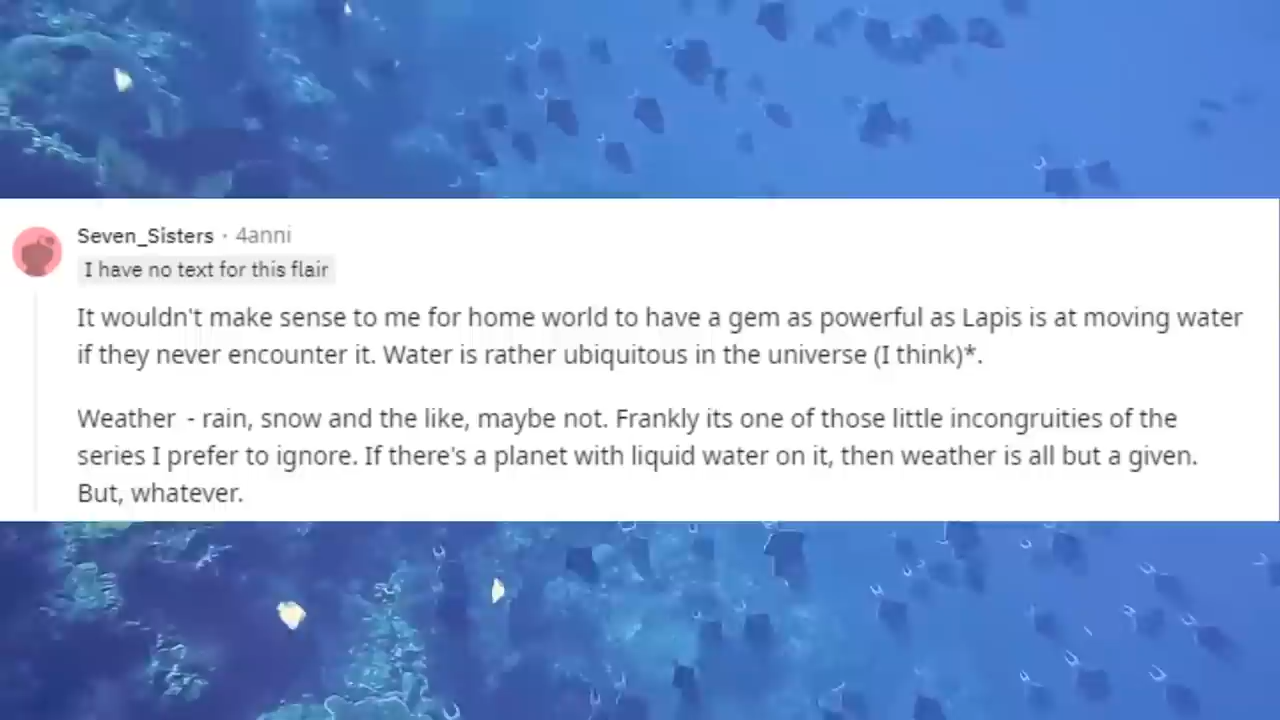 Seven_Sisters · 4anni
I have no text for this flair
It wouldn't make sense to me for home world to have a gem as powerful as Lapis is at moving water
if they never encounter it. Water is rather ubiquitous in the universe (I think)*.
Weather - rain, snow and the like, maybe not. Frankly its one of those little incongruities of the
series I prefer to ignore. If there's a planet with liquid water on it, then weather is all but a given.
But, whatever.